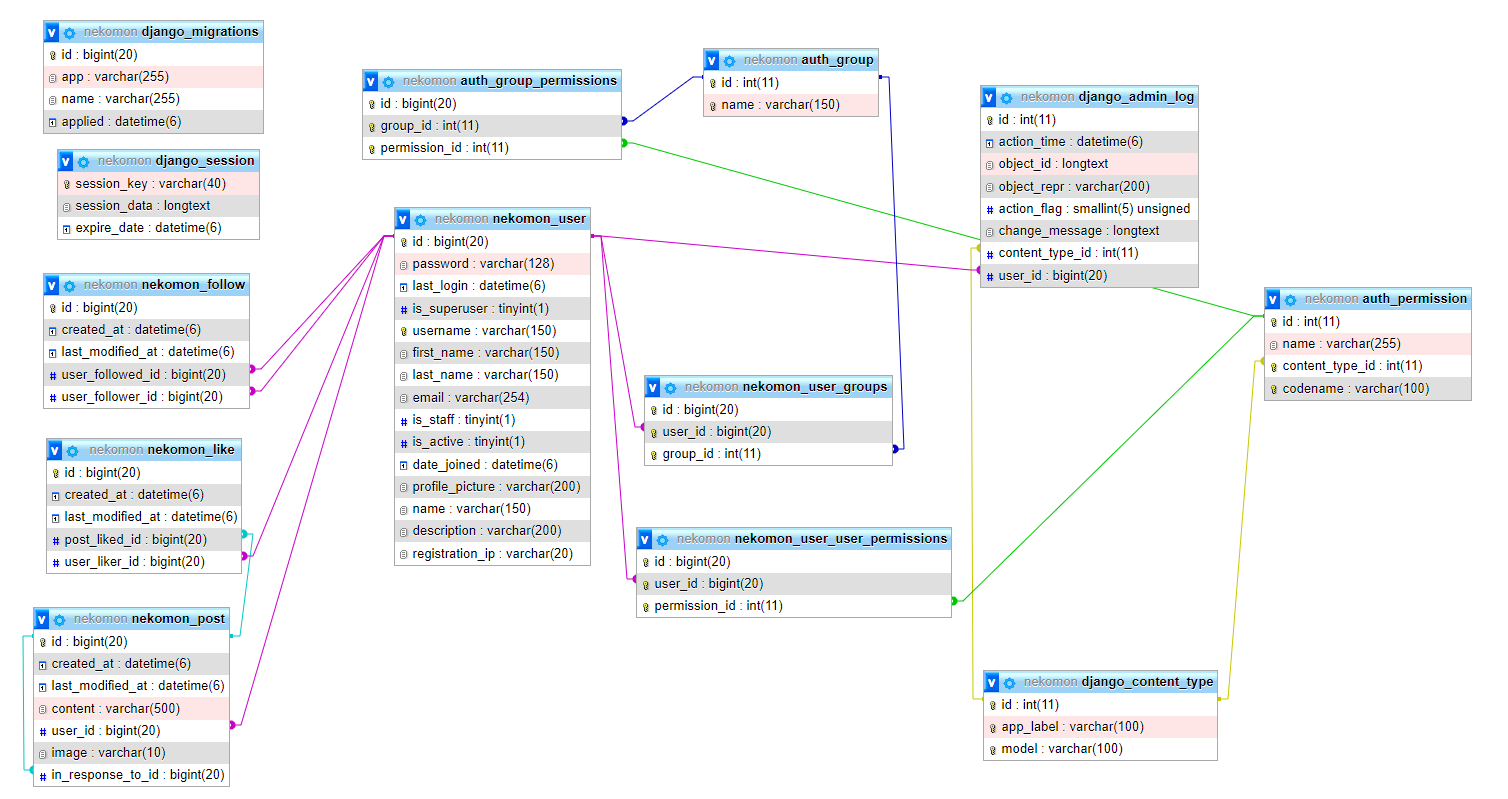 nekomon django_migrations
id : bigint(20)
app : varchar(255)
name : varchar(255)
applied : datetime(6)
nekomon django_session
session_key : varchar(40)
session_data : longtext
expire_date : datetime(6)
nekomon nekomon_follow
id : bigint(20)
created_at : datetime(6)
last_modified_at : datetime(6)
user_followed_id : bigint(20)
user_follower_id : bigint(20)
nekomon nekomon_like
id : bigint(20)
created_at : datetime(6)
last_modified_at : datetime(6)
post_liked_id : bigint(20)
user_liker_id : bigint(20)
nekomon nekomon_post
id : bigint(20)
created_at : datetime(6)
last_modified_at : datetime(6)
content : varchar(500)
user_id : bigint(20)
image : varchar(10)
in_response_to_id : bigint(20)
nekomon auth_group_permissions
id : bigint(20)
group_id : int(11)
permission_id : int(11)
nekomon nekomon_user
id : bigint(20)
password : varchar(128)
last_login : datetime(6)
is_superuser : tinyint(1)
username : varchar(150)
first_name : varchar(150)
last_name : varchar(150)
email : varchar(254)
is_staff : tinyint(1)
is_active : tinyint(1)
date_joined : datetime(6)
profile_picture : varchar(200)
name : varchar(150)
description : varchar(200)
registration_ip : varchar(20)
nekomon auth_group
id : int(11)
name : varchar(150)
nekomon nekomon_user_groups
id : bigint(20)
user_id : bigint(20)
group_id : int(11)
nekomon nekomon_user_user_permissions
id : bigint(20)
user_id : bigint(20)
permission_id : int(11)
nekomon django_admin_log
id : int(11)
action_time : datetime(6)
object_id : longtext
object_repr : varchar(200)
action_flag : smallint(5) unsigned
change_message : longtext
content_type_id : int(11)
user_id : bigint(20)
nekomon auth_permission
id : int(11)
name : varchar(255)
content_type_id : int(11)
codename : varchar(100)
nekomon django_content_type
id : int(11)
app_label : varchar(100)
model : varchar(100)